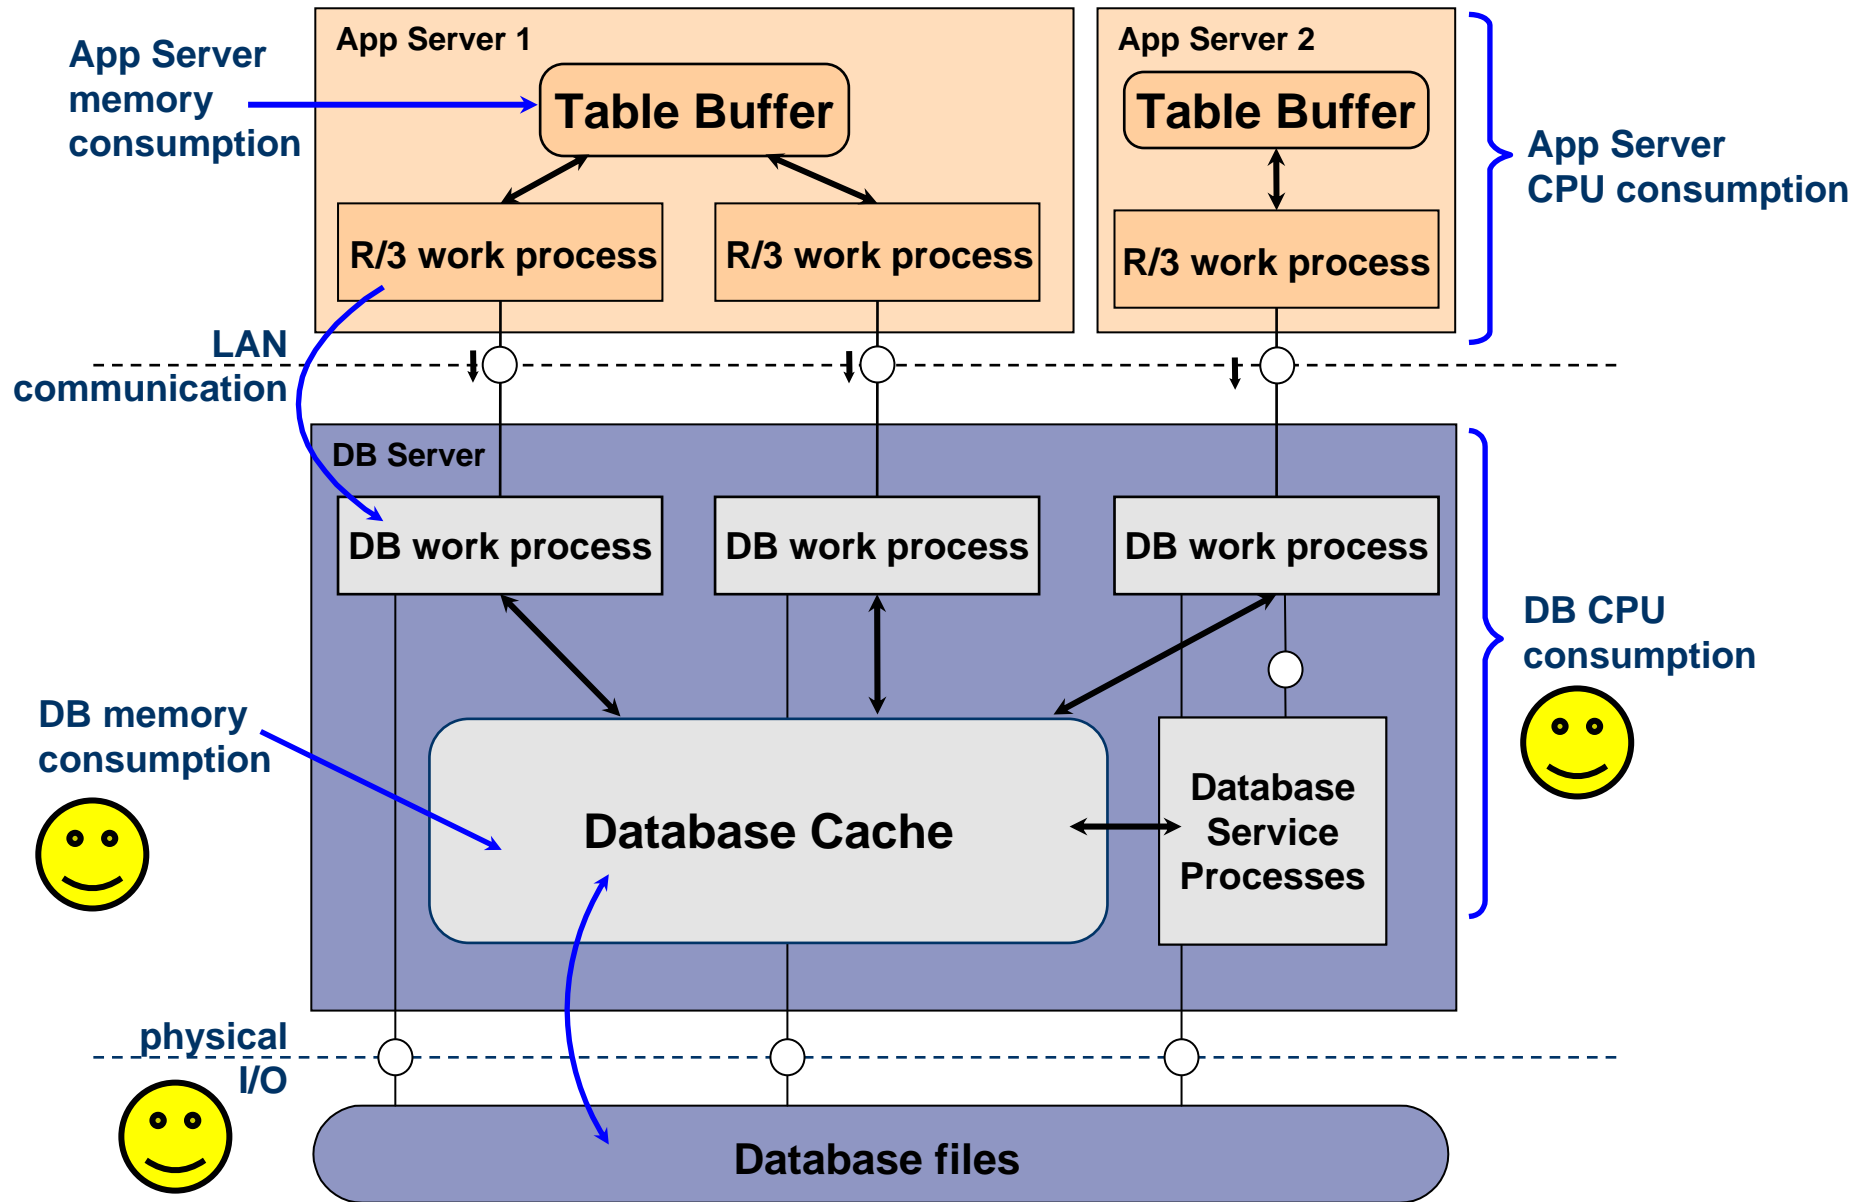 App Server
memory
consumption
App Server 1
Table Buffer
R/3 work process
R/3 work process
App Server 2
Table Buffer
R/3 work process
App Server
CPU consumption
LAN
communication
DB Server
DB work process
DB work process
DB work process
DB CPU
consumption
DB memory
consumption
Database Cache
Database
Service
Processes
physical
I/O
Database files